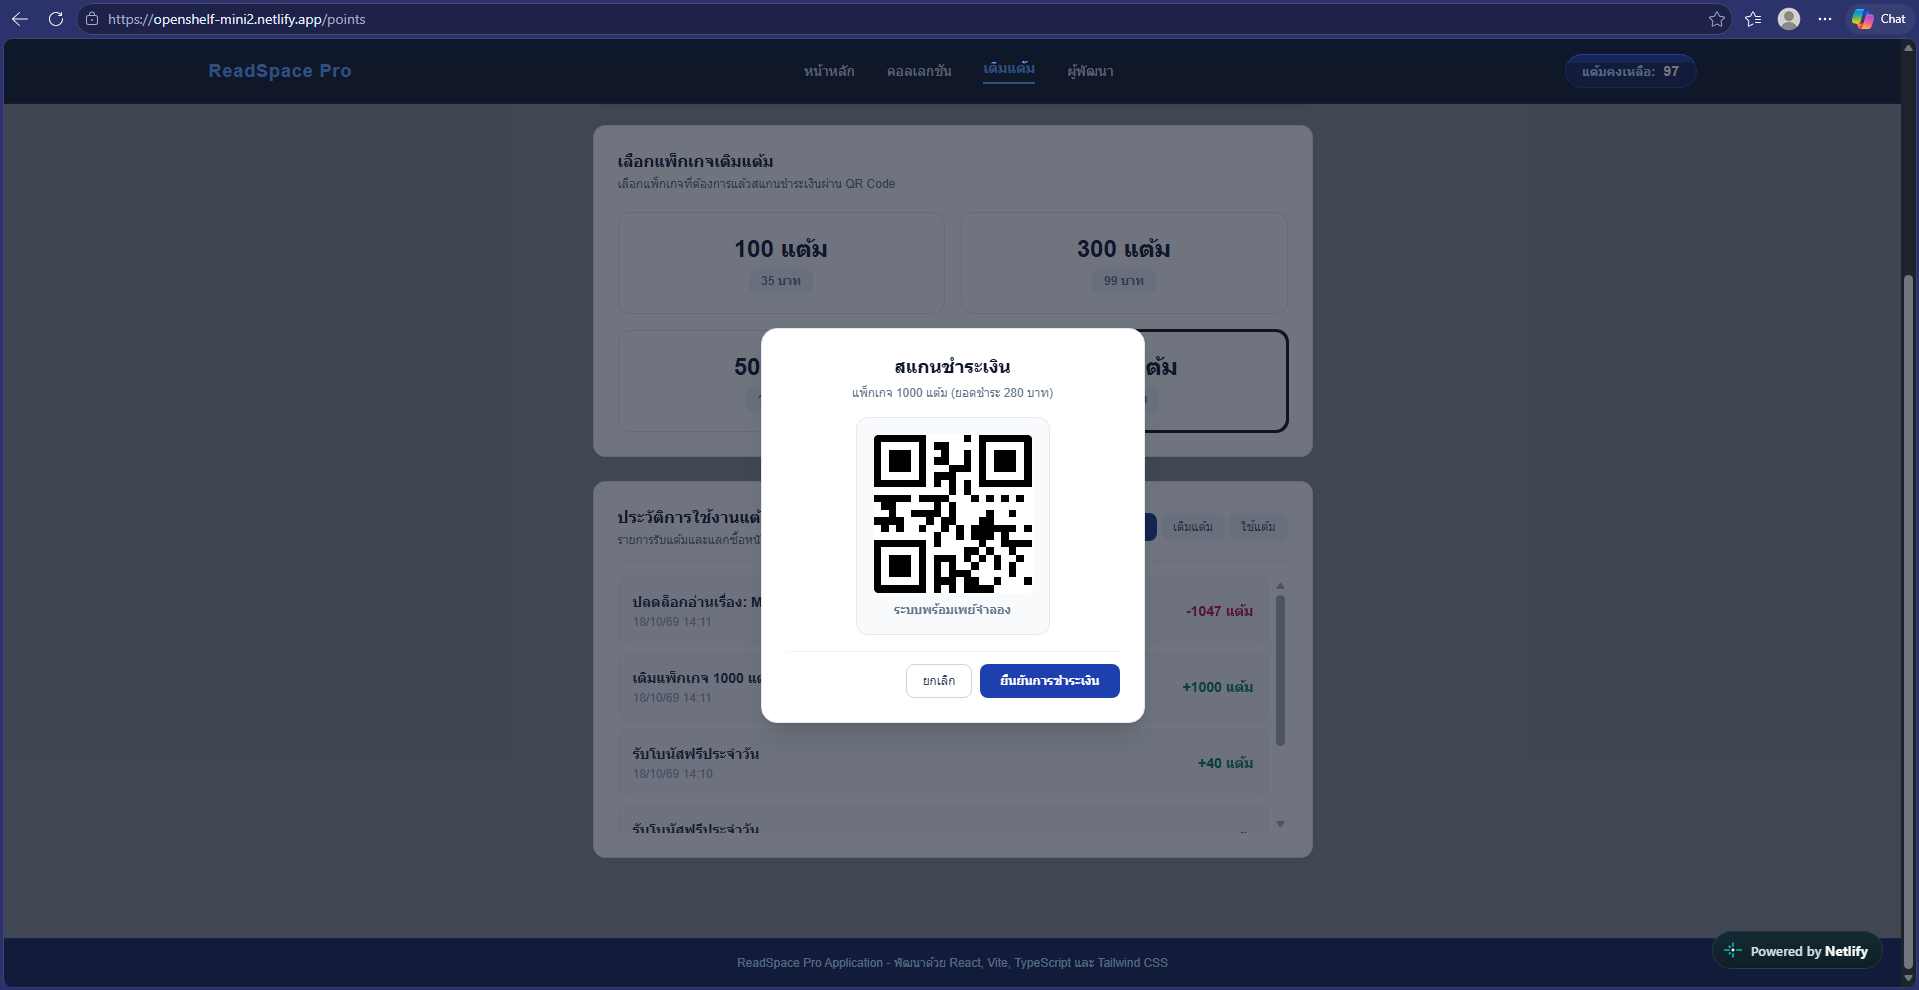 https://openshelf-mini2.netlify.app/points
Chat
ReadSpace Pro
หน้าหลัก
คอลเลกชัน
เติมแต้ม
ผู้พัฒนา
แต้มคงเหลือ: 97
เลือกแพ็กเกจเติมแต้ม
เลือกแพ็กเกจที่ต้องการแล้วสแกนชำระเงินผ่าน QR Code
100 แต้ม
35 บาท
300 แต้ม
99 บาท
50
สแกนชำระเงิน
แพ็กเกจ 1000 แต้ม (ยอดชำระ 280 บาท)
ระบบพร้อมเพย์จำลอง
ยกเลิก
ยืนยันการชำระเงิน
ประวัติการใช้งานแต้
เติมแต้ม
ใช้แต้ม
รายการรับแต้มและแลกซื้อหนั
ปลดล็อกอ่านเรื่อง: M
18/10/69 14:11
-1047 แต้ม
เติมแพ็กเกจ 1000 แต้
18/10/69 14:11
+1000 แต้ม
รับโบนัสฟรีประจำวัน
18/10/69 14:10
+40 แต้ม
รับโบนัสฟรีประจำวัน
ReadSpace Pro Application - พัฒนาด้วย React, Vite, TypeScript และ Tailwind CSS
Powered by Netlify